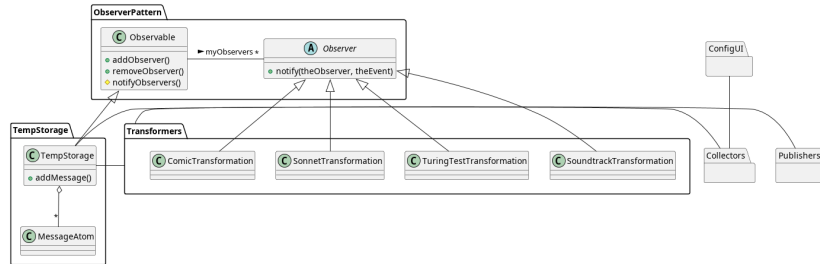 ObserverPattern
C Observable
addObserver()
removeObserver()
notifyObservers()
myObservers *
A Observer
notify(theObserver, theEvent)
ConfigUI
TempStorage
C TempStorage
addMessage()
*
C MessageAtom
Transformers
C ComicTransformation
C SonnetTransformation
C TuringTestTransformation
C SoundtrackTransformation
Collectors
Publishers